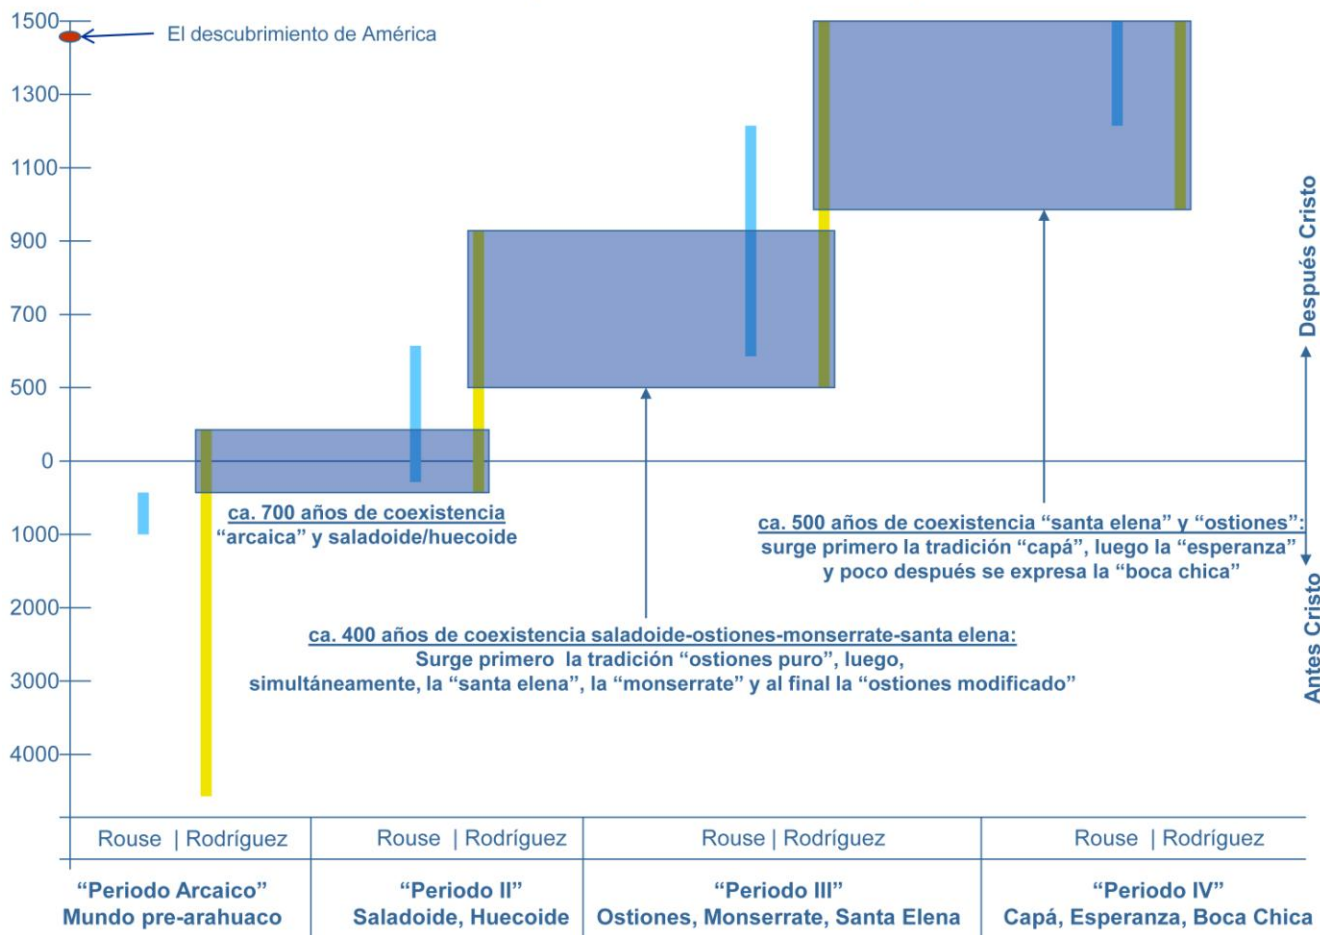 1500
El descubrimiento de América
1300
1100
900
700
500
0
1000
2000
3000
4000
Después Cristo
Antes Cristo
ca. 700 años de coexistencia
“arcaica” y saladoide/huecoide
ca. 500 años de coexistencia “santa elena” y “ostiones”:
surge primero la tradición “capá”, luego la “esperanza”
y poco después se expresa la “boca chica”
ca. 400 años de coexistencia saladoide-ostiones-monserrate-santa elena:
Surge primero la tradición “ostiones puro”, luego,
simultáneamente, la “santa elena”, la “monserrate” y al final la “ostiones modificado”
Rouse | Rodríguez
Rouse | Rodríguez
Rouse | Rodríguez
Rouse | Rodríguez
“Periodo Arcaico”
Mundo pre-arahuaco
“Periodo II”
Saladoide, Huecoide
“Periodo III”
Ostiones, Monserrate, Santa Elena
“Periodo IV”
Capá, Esperanza, Boca Chica